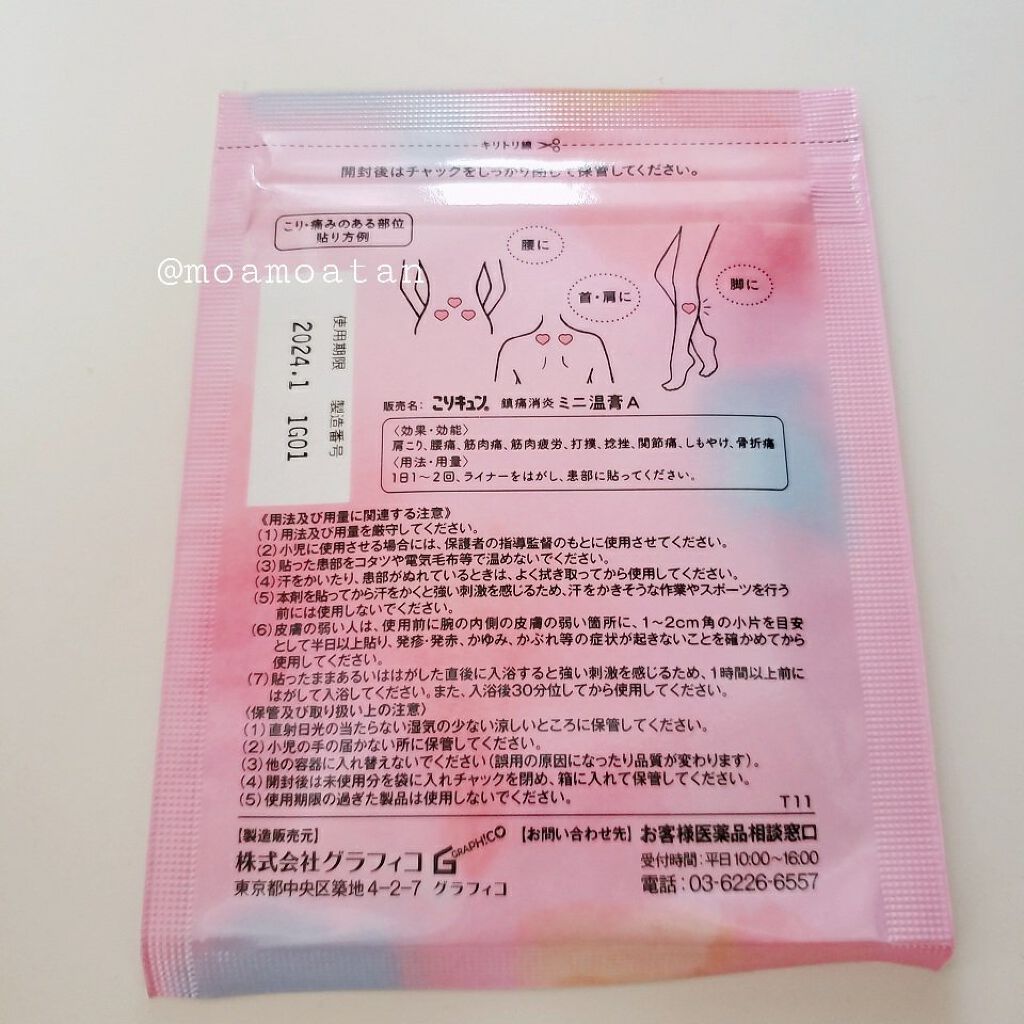 キリトリ線
開封後はチャックをしっかり閉じて保管してください。
こり・痛みのある部位
貼り方例
@moamoatan
腰に
首・肩に
脚に
使用期限 製造番号
2024.1 1G01
販売名: こりキュン® 鎮痛消炎 ミニ温膏A
〈効果・効能〉
肩こり、腰痛、筋肉痛、筋肉疲労、打撲、捻挫、関節痛、しもやけ、骨折痛
〈用法・用量〉
1日1～2回、ライナーをはがし、患部に貼ってください。
《用法及び用量に関連する注意》
(1)用法及び用量を厳守してください。
(2)小児に使用させる場合には、保護者の指導監督のもとに使用させてください。
(3)貼った患部をコタツや電気毛布等で温めないでください。
(4)汗をかいたり、患部がぬれているときは、よく拭き取ってから使用してください。
(5)本剤を貼ってから汗をかくと強い刺激を感じるため、汗をかきそうな作業やスポーツを行う
前には使用しないでください。
(6)皮膚の弱い人は、使用前に腕の内側の皮膚の弱い箇所に、1～2cm角の小片を目安
として半日以上貼り、発疹・発赤、かゆみ、かぶれ等の症状が起きないことを確かめてから
使用してください。
(7)貼ったままあるいははがした直後に入浴すると強い刺激を感じるため、1時間以上前に
はがして入浴してください。また、入浴後30分位してから使用してください。
〈保管及び取り扱い上の注意〉
(1)直射日光の当たらない湿気の少ない涼しいところに保管してください。
(2)小児の手の届かない所に保管してください。
(3)他の容器に入れ替えないでください(誤用の原因になったり品質が変わります)。
(4)開封後は未使用分を袋に入れチャックを閉め、箱に入れて保管してください。
(5)使用期限の過ぎた製品は使用しないでください。
T11
【製造販売元】
株式会社グラフィコ
GRAPHICO
グラフィコ
東京都中央区築地4-2-7
【お問い合わせ先】お客様医薬品相談窓口
受付時間:平日10:00～16:00
電話:03-6226-6557